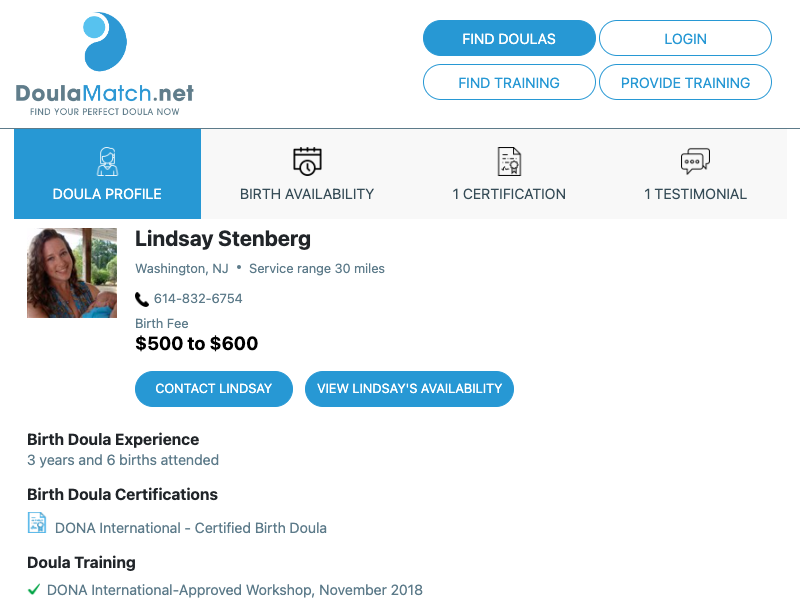 DoulaMatch.net
FIND YOUR PERFECT DOULA NOW
FIND DOULAS
LOGIN
FIND TRAINING
PROVIDE TRAINING
DOULA PROFILE
BIRTH AVAILABILITY
1 CERTIFICATION
1 TESTIMONIAL
Lindsay Stenberg
Washington, NJ • Service range 30 miles
614-832-6754
Birth Fee
$500 to $600
CONTACT LINDSAY
VIEW LINDSAY'S AVAILABILITY
Birth Doula Experience
3 years and 6 births attended
Birth Doula Certifications
DONA International - Certified Birth Doula
Doula Training
DONA International-Approved Workshop, November 2018